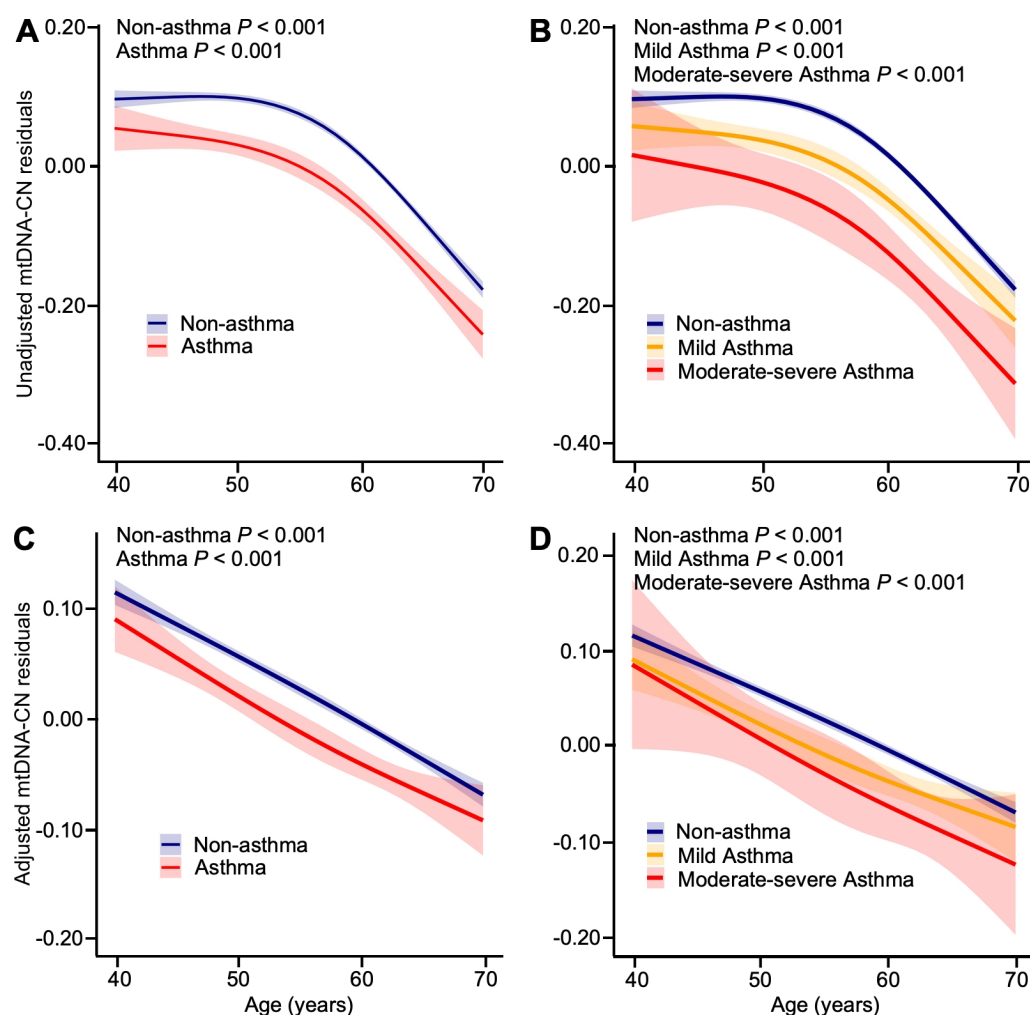 A
Non-asthma P < 0.001
Asthma P < 0.001
Unadjusted mtDNA-CN residuals
0.20
0.00
-0.20
-0.40
Non-asthma
Asthma
40 50 60 70
B
Non-asthma P < 0.001
Mild Asthma P < 0.001
Moderate-severe Asthma P < 0.001
0.20
0.00
-0.20
-0.40
Non-asthma
Mild Asthma
Moderate-severe Asthma
40 50 60 70
C
Non-asthma P < 0.001
Asthma P < 0.001
Adjusted mtDNA-CN residuals
0.10
0.00
-0.10
-0.20
Non-asthma
Asthma
40 50 60 70
Age (years)
D
Non-asthma P < 0.001
Mild Asthma P < 0.001
Moderate-severe Asthma P < 0.001
0.20
0.10
0.00
-0.10
-0.20
Non-asthma
Mild Asthma
Moderate-severe Asthma
40 50 60 70
Age (years)